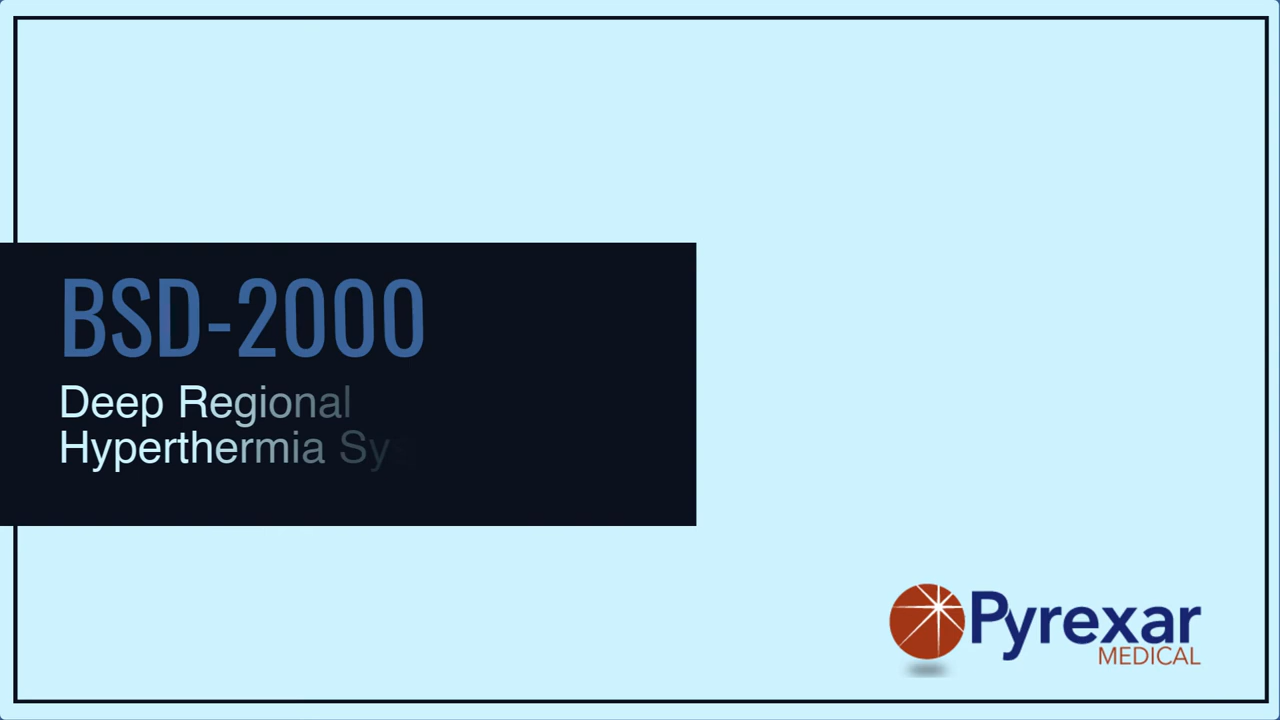 BSD-2000
Deep Regional
Hyperthermia
Pyrexar
MEDICAL